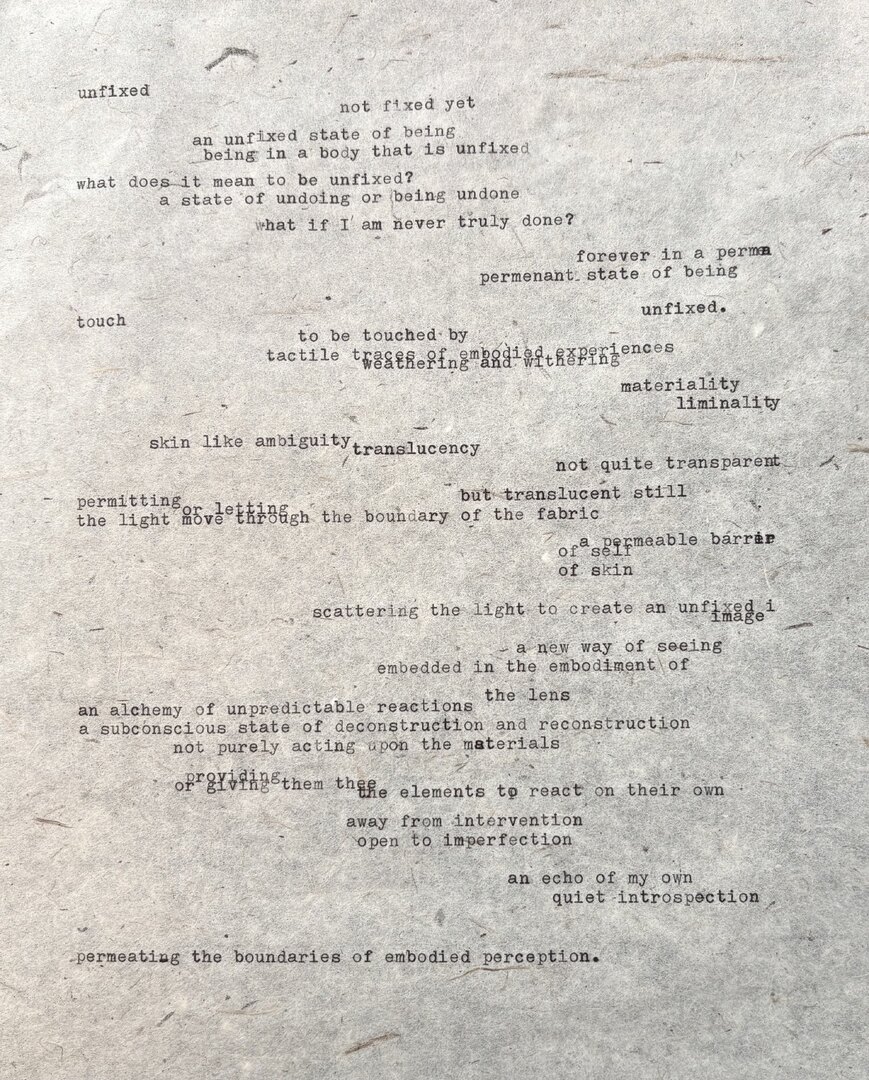 unfixed
not fixed yet
an unfixed state of being
being in a body that is unfixed
what does it mean to be unfixed?
a state of undoing or being undone
what if I am never truly done?
forever in a perma
permenant state of being
unfixed.
touch
to be touched by
tactile traces of embodied experiences
weathering and withering
materiality
liminality
skin like ambiguity
translucency
not quite transparent
but translucent still
permitting
or letting
the light move through the boundary of the fabric
a permeable barrier
of self
of skin
scattering the light to create an unfixed i
image
a new way of seeing
embedded in the embodiment of
the lens
an alchemy of unpredictable reactions
a subconscious state of deconstruction and reconstruction
not purely acting upon the materials
providing
or giving them thee
the elements to react on their own
away from intervention
open to imperfection
an echo of my own
quiet introspection
permeating the boundaries of embodied perception.